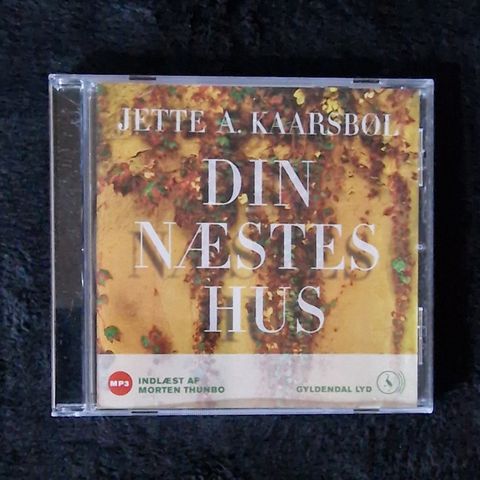 JETTE A. KAARSBØL
DIN
NÆSTES
HUS
MP3
INDLÆST AF
MORTEN THUNBO
GYLDENDAL LYD